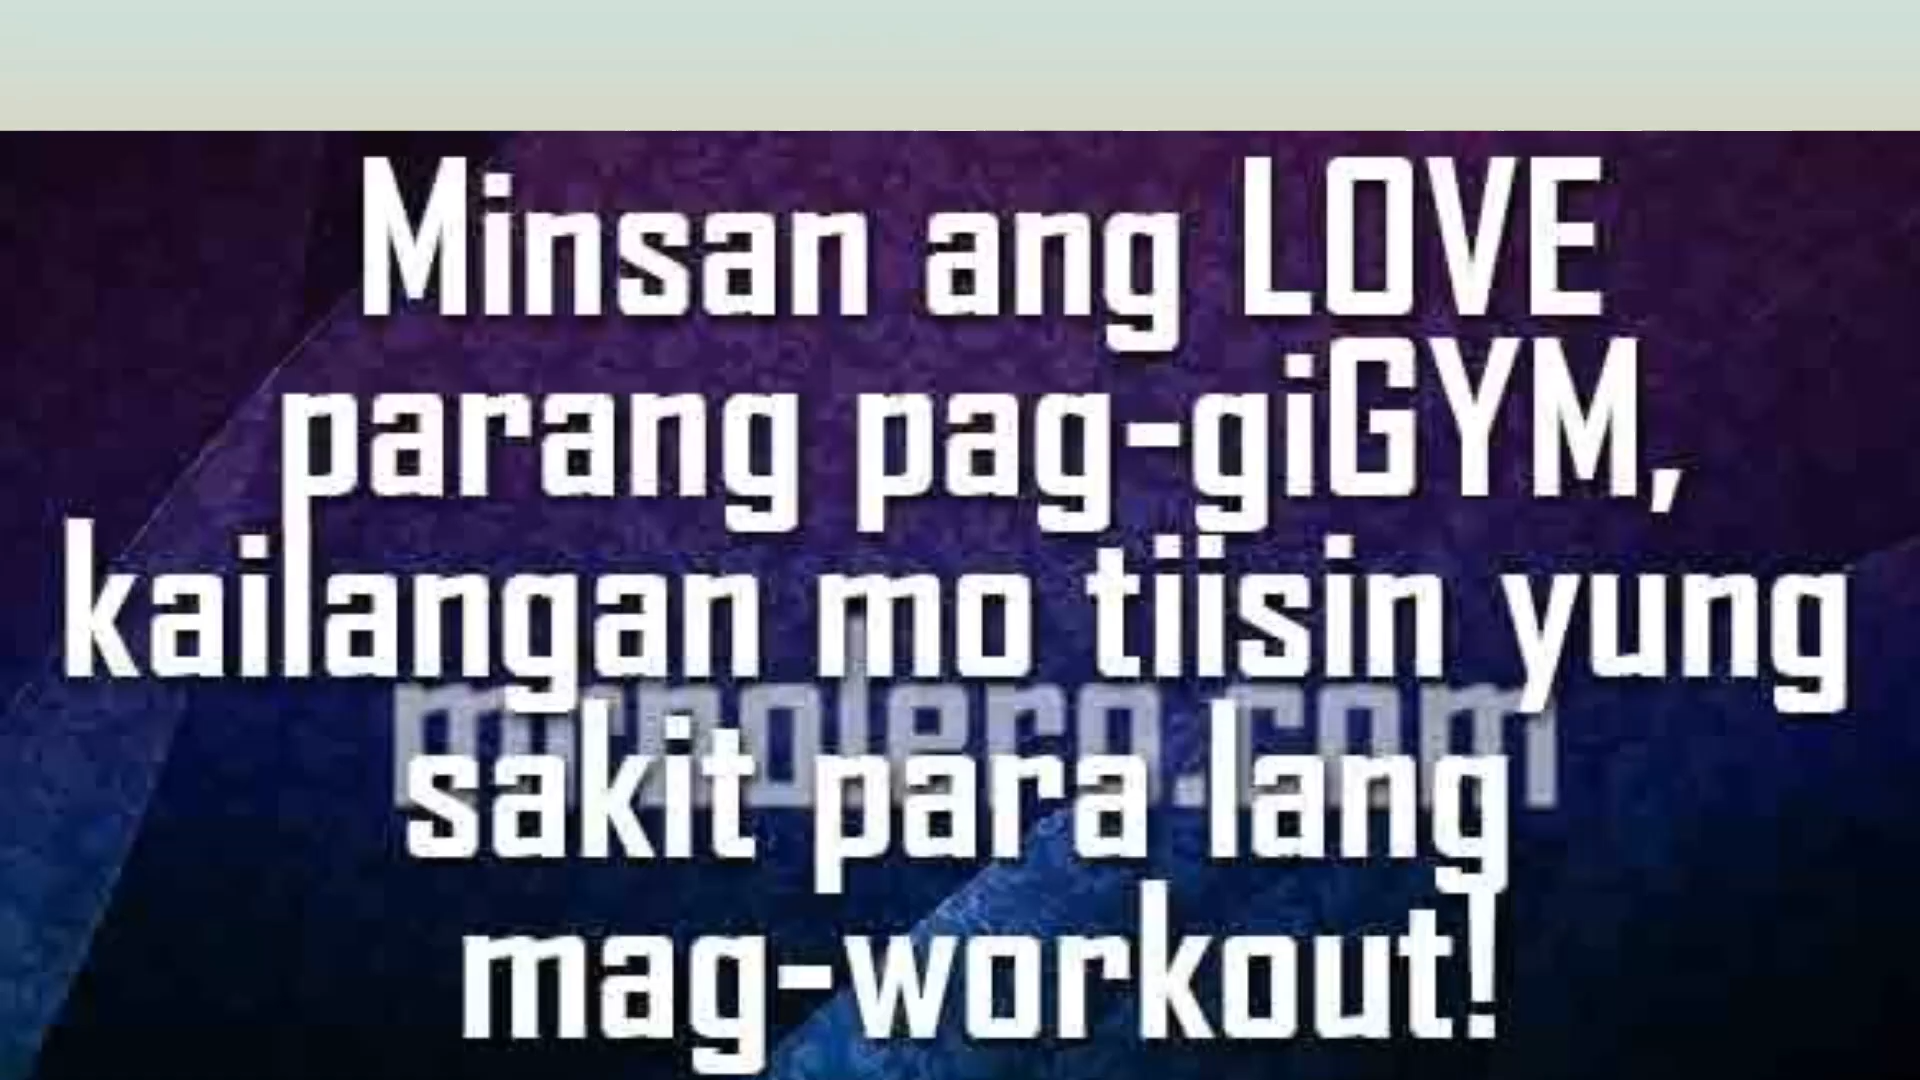 Minsan ang LOVE
parang pag-giGYM,
kailangan mo tiisin yung
sakit para lang
mag-workout!